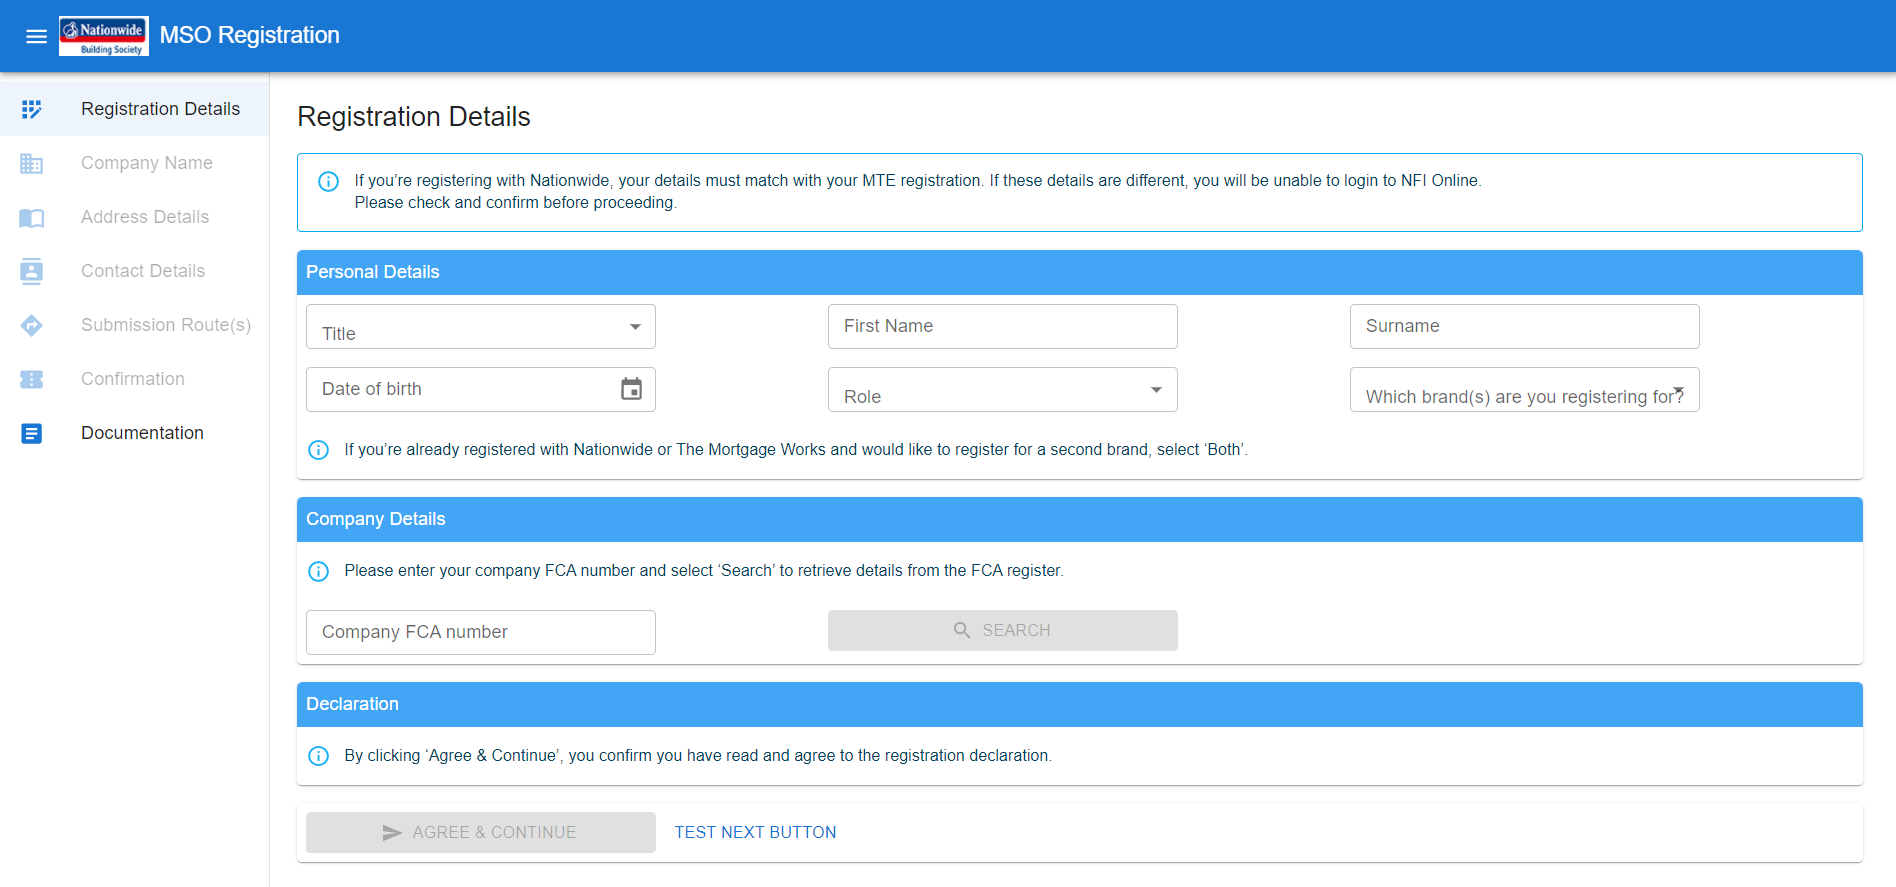 Nationwide
Building Society
MSO Registration
Registration Details
Company Name
Address Details
Contact Details
Submission Route(s)
Confirmation
Documentation
Registration Details
If you’re registering with Nationwide, your details must match with your MTE registration. If these details are different, you will be unable to login to NFI Online.
Please check and confirm before proceeding.
Personal Details
Title
First Name
Surname
Date of birth
Role
Which brand(s) are you registering for?
If you’re already registered with Nationwide or The Mortgage Works and would like to register for a second brand, select ‘Both’.
Company Details
Please enter your company FCA number and select ‘Search’ to retrieve details from the FCA register.
Company FCA number
SEARCH
Declaration
By clicking ‘Agree & Continue’, you confirm you have read and agree to the registration declaration.
AGREE & CONTINUE
TEST NEXT BUTTON